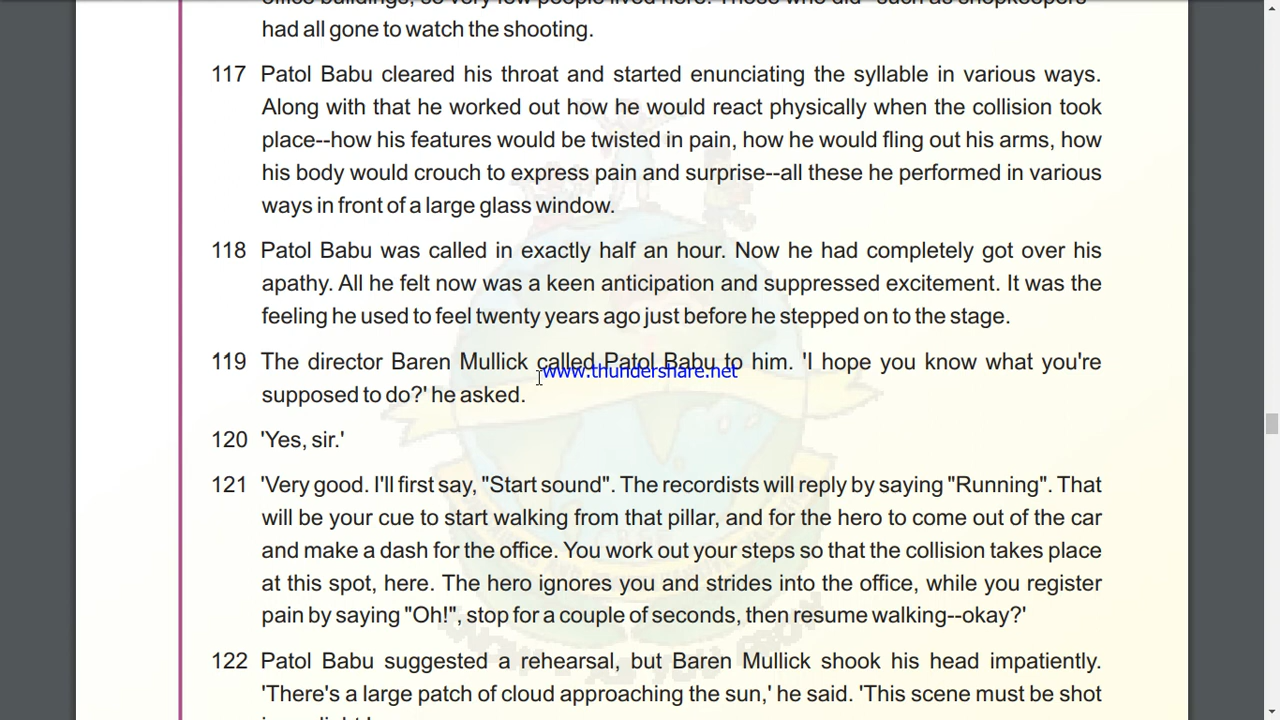 had all gone to watch the shooting.
117 Patol Babu cleared his throat and started enunciating the syllable in various ways.
Along with that he worked out how he would react physically when the collision took
place--how his features would be twisted in pain, how he would fling out his arms, how
his body would crouch to express pain and surprise--all these he performed in various
ways in front of a large glass window.
118 Patol Babu was called in exactly half an hour. Now he had completely got over his
apathy. All he felt now was a keen anticipation and suppressed excitement. It was the
feeling he used to feel twenty years ago just before he stepped on to the stage.
119 The director Baren Mullick called Patol Babu to him. 'I hope you know what you're
www.thundershare.net
supposed to do?' he asked.
120 'Yes, sir.'
121 'Very good. I'll first say, "Start sound". The recordists will reply by saying "Running". That
will be your cue to start walking from that pillar, and for the hero to come out of the car
and make a dash for the office. You work out your steps so that the collision takes place
at this spot, here. The hero ignores you and strides into the office, while you register
pain by saying "Oh!", stop for a couple of seconds, then resume walking--okay?'
122 Patol Babu suggested a rehearsal, but Baren Mullick shook his head impatiently.
'There's a large patch of cloud approaching the sun,' he said. 'This scene must be shot